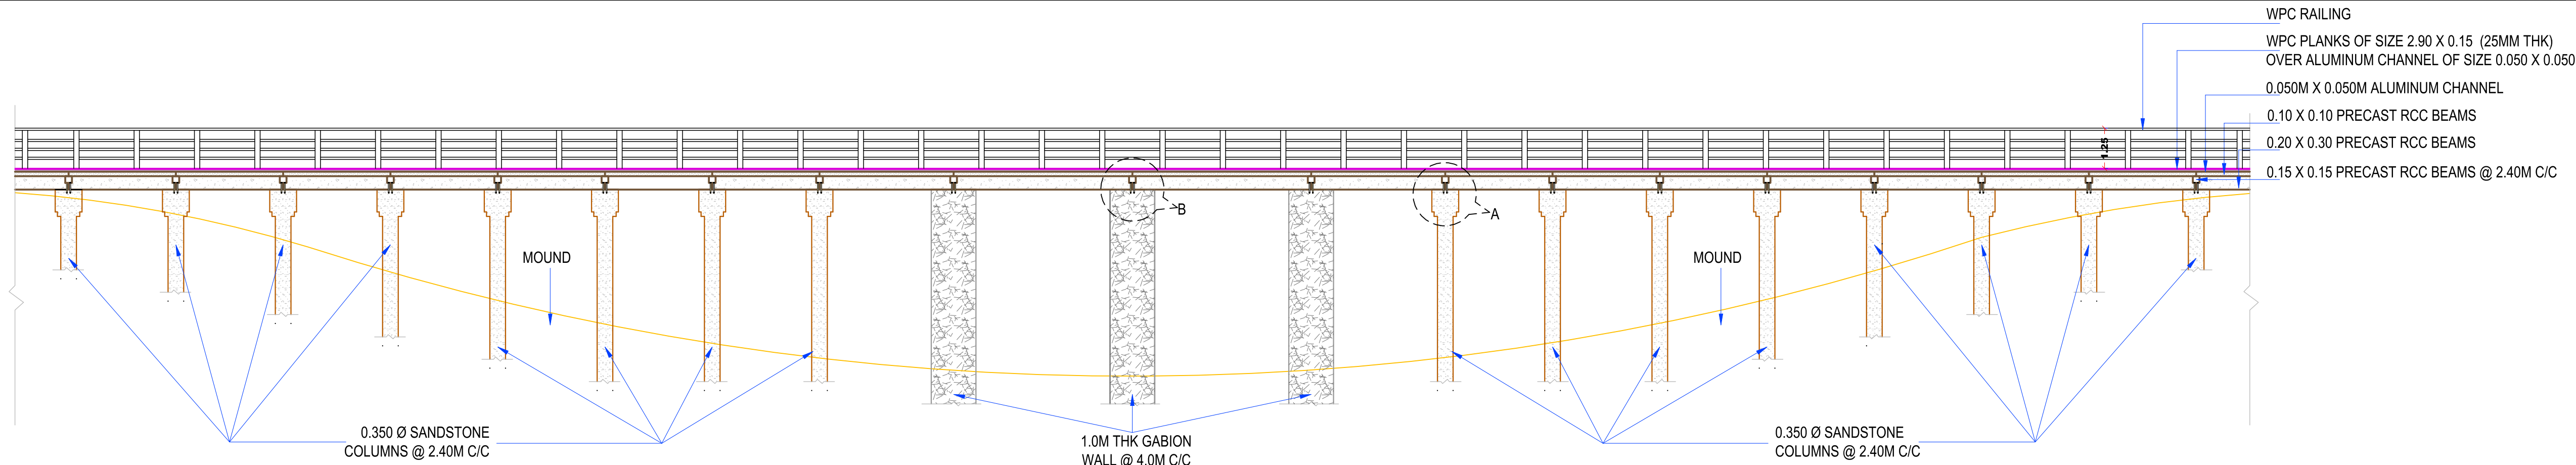 WPC RAILING
WPC PLANKS OF SIZE 2.90 X 0.15 (25MM THK)
OVER ALUMINUM CHANNEL OF SIZE 0.050 X 0.050
0.050M X 0.050M ALUMINUM CHANNEL
0.10 X 0.10 PRECAST RCC BEAMS
0.20 X 0.30 PRECAST RCC BEAMS
0.15 X 0.15 PRECAST RCC BEAMS @ 2.40M C/C
1.25
B
A
MOUND
MOUND
0.350 Ø SANDSTONE
COLUMNS @ 2.40M C/C
1.0M THK GABION
WALL @ 4.0M C/C
0.350 Ø SANDSTONE
COLUMNS @ 2.40M C/C